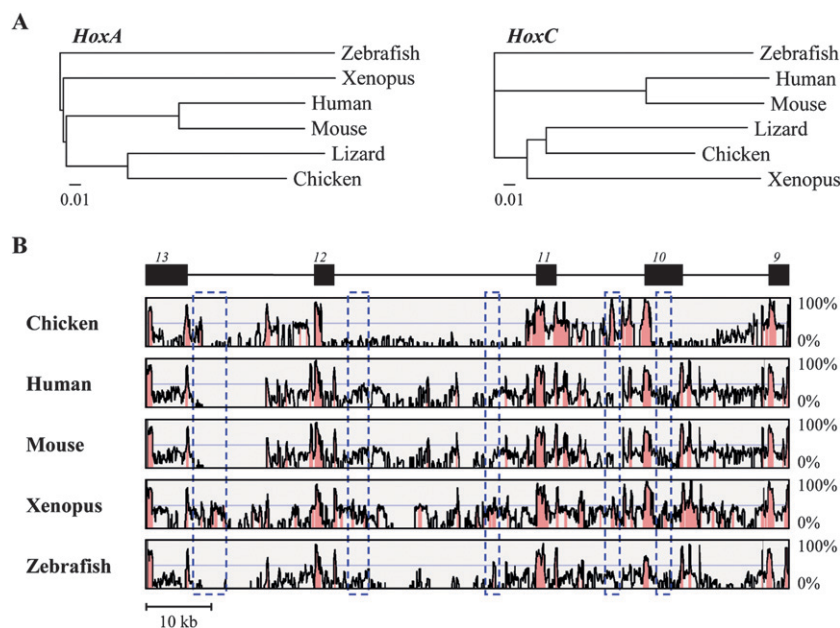 A
HoxA
Zebrafish
Xenopus
Human
Mouse
Lizard
Chicken
0.01
HoxC
Zebrafish
Human
Mouse
Lizard
Chicken
Xenopus
0.01
B
13 12 11 10 9
Chicken 100% 0%
Human 100% 0%
Mouse 100% 0%
Xenopus 100% 0%
Zebrafish 100% 0%
10 kb